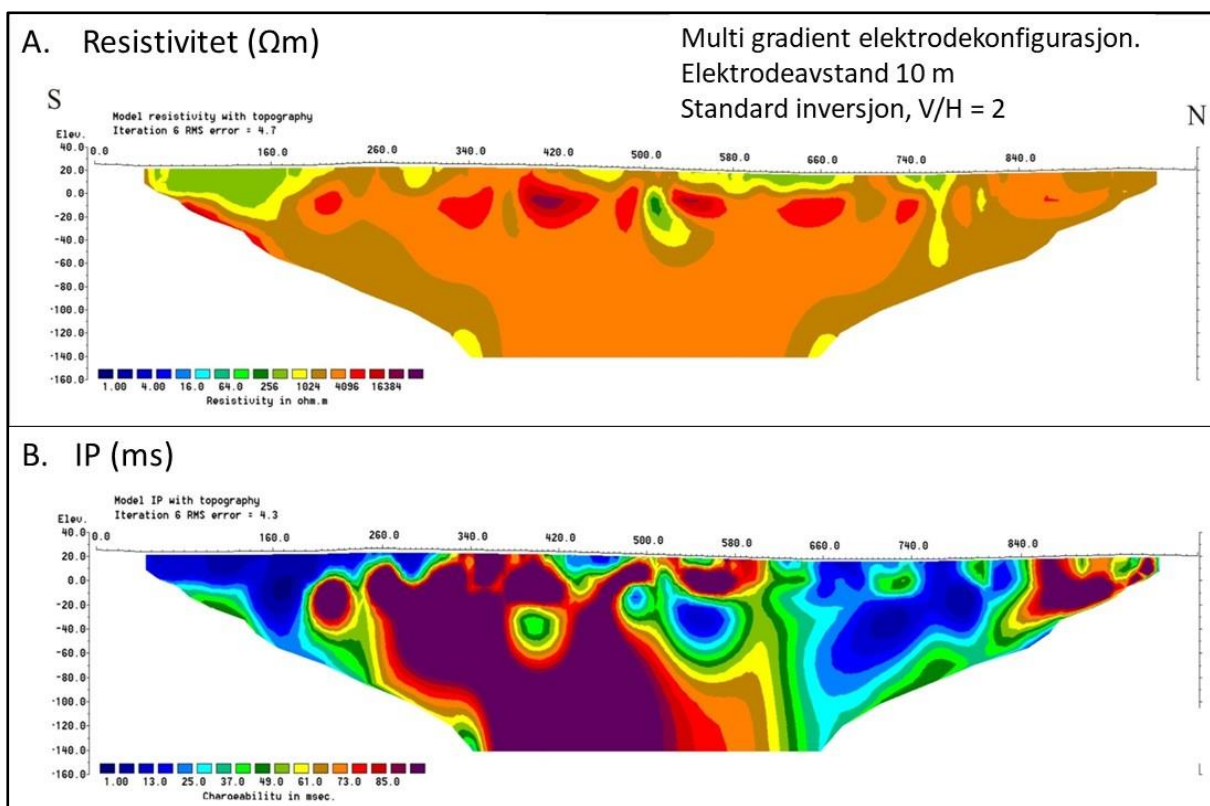 A. Resistivitet (Ωm)
Multi gradient elektrodekonfigurasjon.
Elektrodeavstand 10 m
Standard inversjon, V/H = 2
S
N
Model resistivity with topography
Iteration 6 RMS error = 4.7
Elev.
40.0
0.0 160.0 260.0 340.0 420.0 500.0 580.0 660.0 740.0 840.0
20.0
0.0
-20.0
-40.0
-60.0
-80.0
-100.0
-120.0
-140.0
-160.0
1.00 4.00 16.0 64.0 256 1024 4096 16384
Resistivity in ohm.m
B. IP (ms)
Model IP with topography
Iteration 6 RMS error = 4.3
Elev.
40.0
0.0 160.0 260.0 340.0 420.0 500.0 580.0 660.0 740.0 840.0
20.0
0.0
-20.0
-40.0
-60.0
-80.0
-100.0
-120.0
-140.0
-160.0
1.00 13.0 25.0 37.0 49.0 61.0 73.0 85.0
Chargeability in msec.